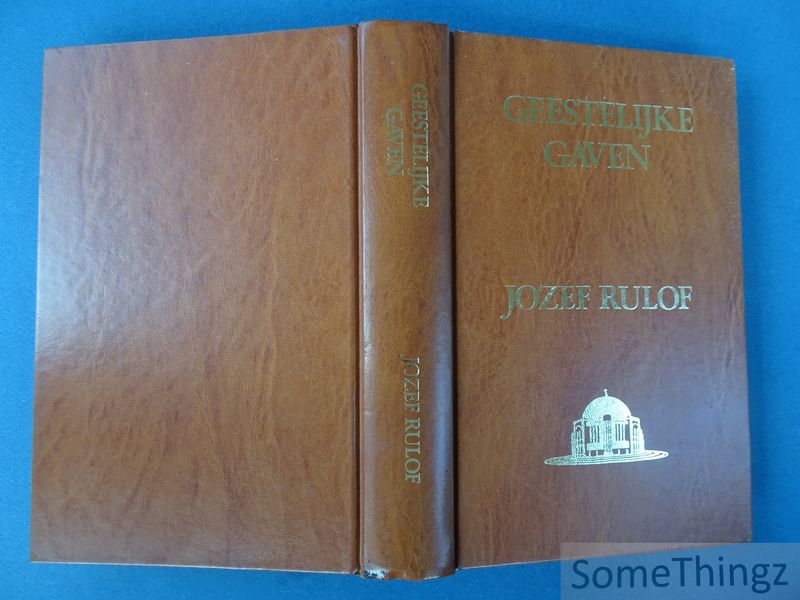 GEESTELIJKE
GAVEN
JOZEF RULOF
GEESTELIJKE
GAVEN
JOZEF RULOF
SomeThingz